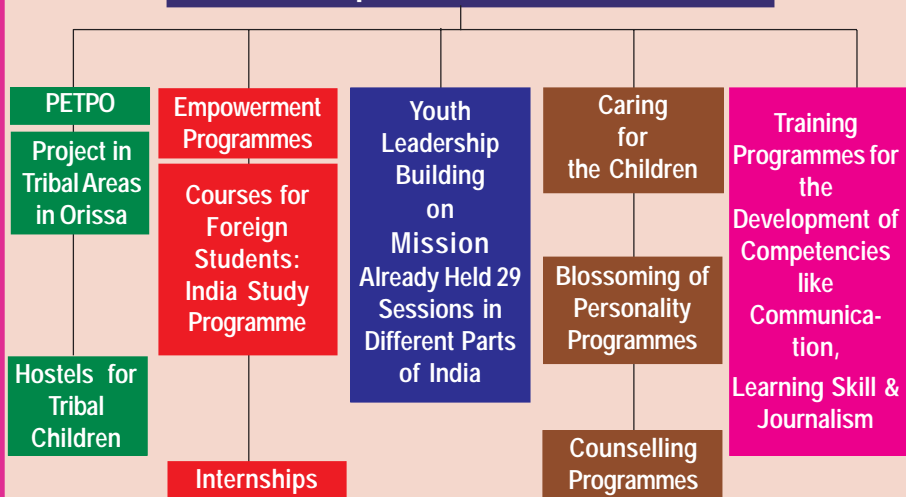 PETPO
Project in
Tribal Areas
in Orissa
Hostels for
Tribal
Children
Empowerment
Programmes
Courses for
Foreign
Students:
India Study
Programme
Internships
Youth
Leadership
Building
on
Mission
Already Held 29
Sessions in
Different Parts
of India
Caring
for
the Children
Blossoming of
Personality
Programmes
Counselling
Programmes
Training
Programmes for
the
Development of
Competencies
like
Communica-
tion,
Learning Skill &
Journalism